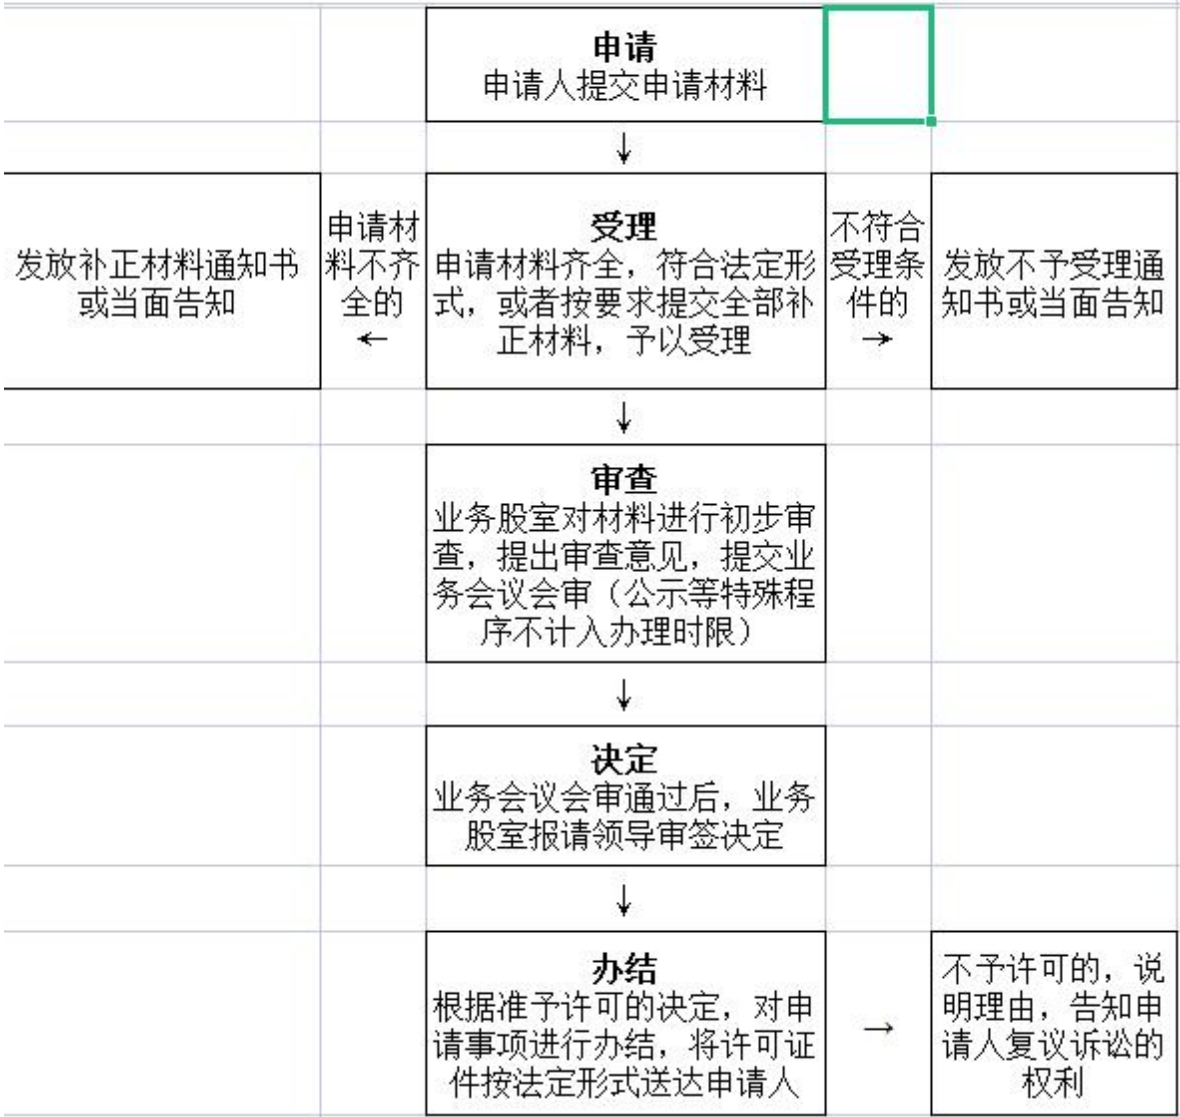 申请
申请人提交申请材料
↓
发放补正材料通知书
或当面告知
申请材
料不齐
全的
←
受理
申请材料齐全，符合法定形
式，或者按要求提交全部补
正材料，予以受理
不符合
受理条
件的
→
发放不予受理通
知书或当面告知
↓
审查
业务股室对材料进行初步审
查，提出审查意见，提交业
务会议会审（公示等特殊程
序不计入办理时限）
↓
决定
业务会议会审通过后，业务
股室报请领导审签决定
↓
办结
根据准予许可的决定，对申
请事项进行办结，将许可证
件按法定形式送达申请人
→
不予许可的，说
明理由，告知申
请人复议诉讼的
权利